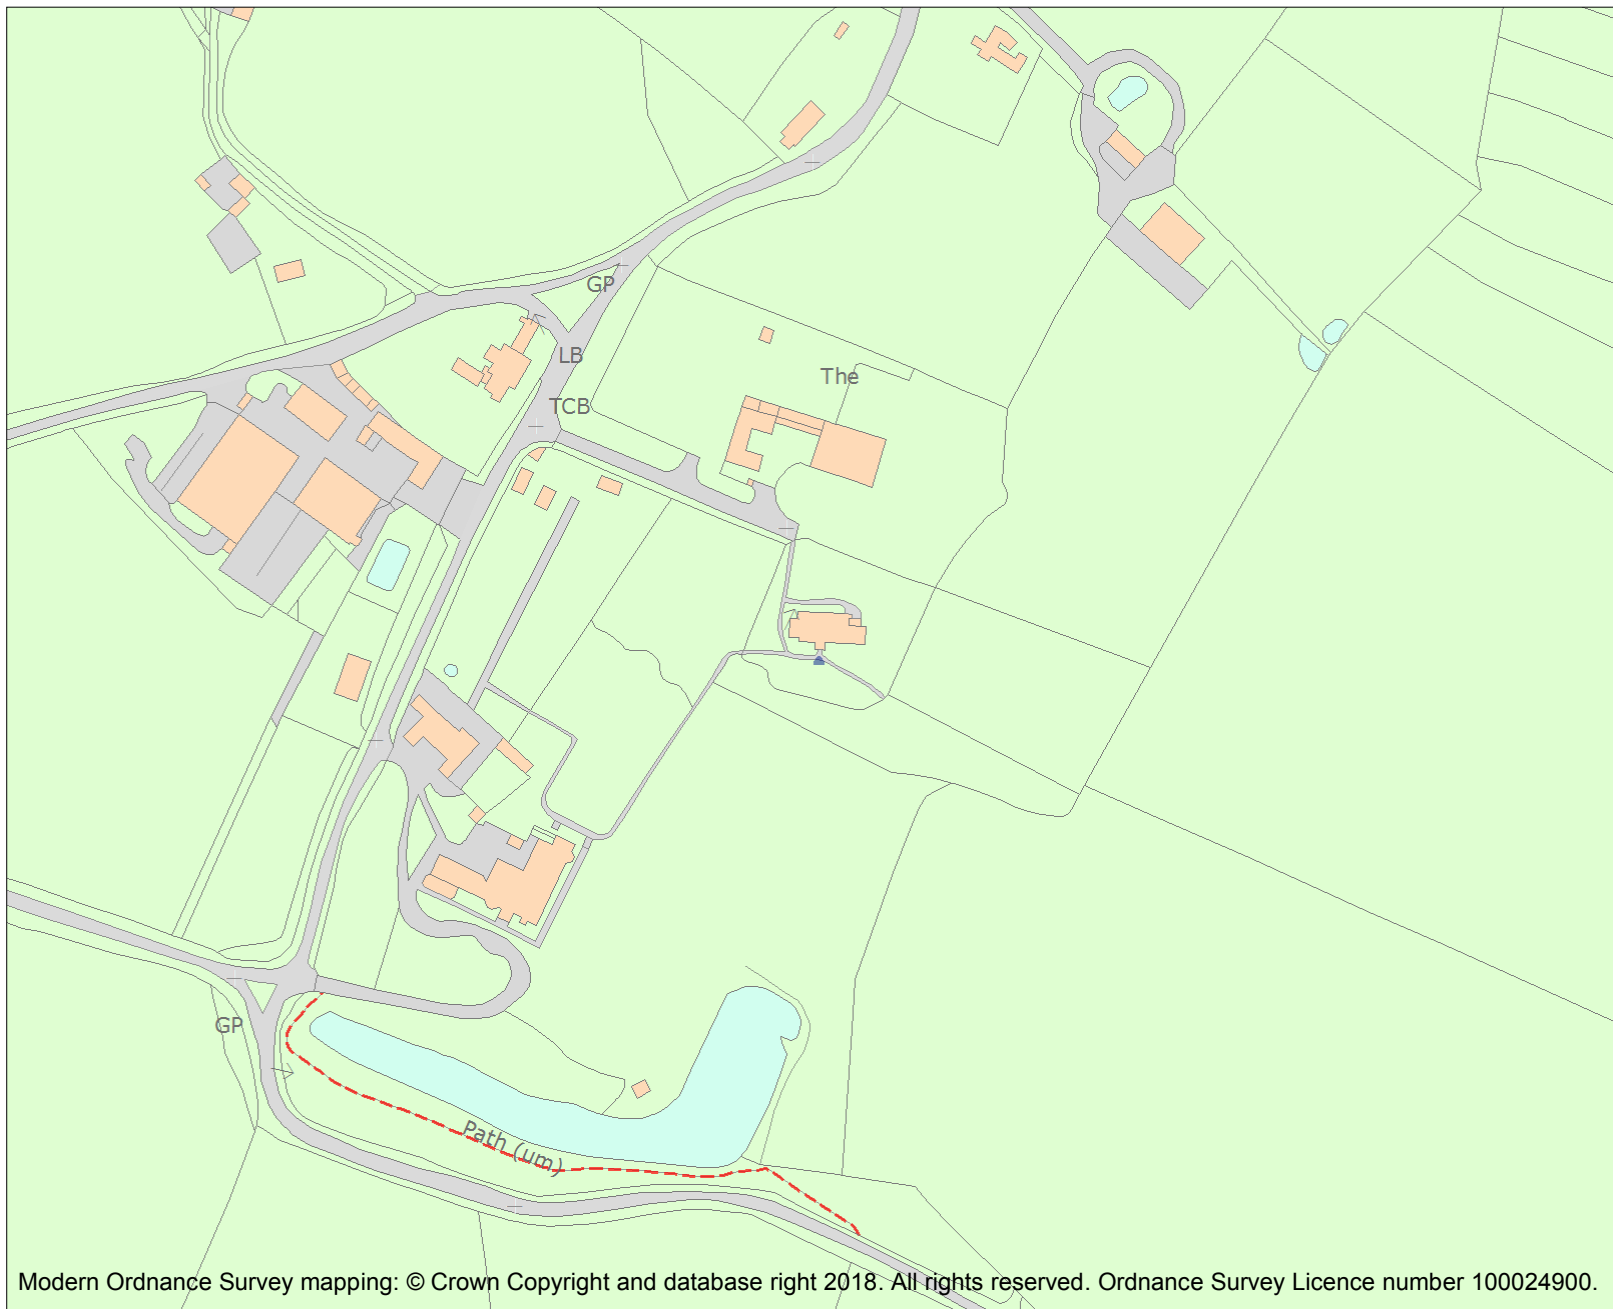 GP
LB
The
TCB
GP
Path (um)
Modern Ordnance Survey mapping: © Crown Copyright and database right 2018. All rights reserved. Ordnance Survey Licence number 100024900.